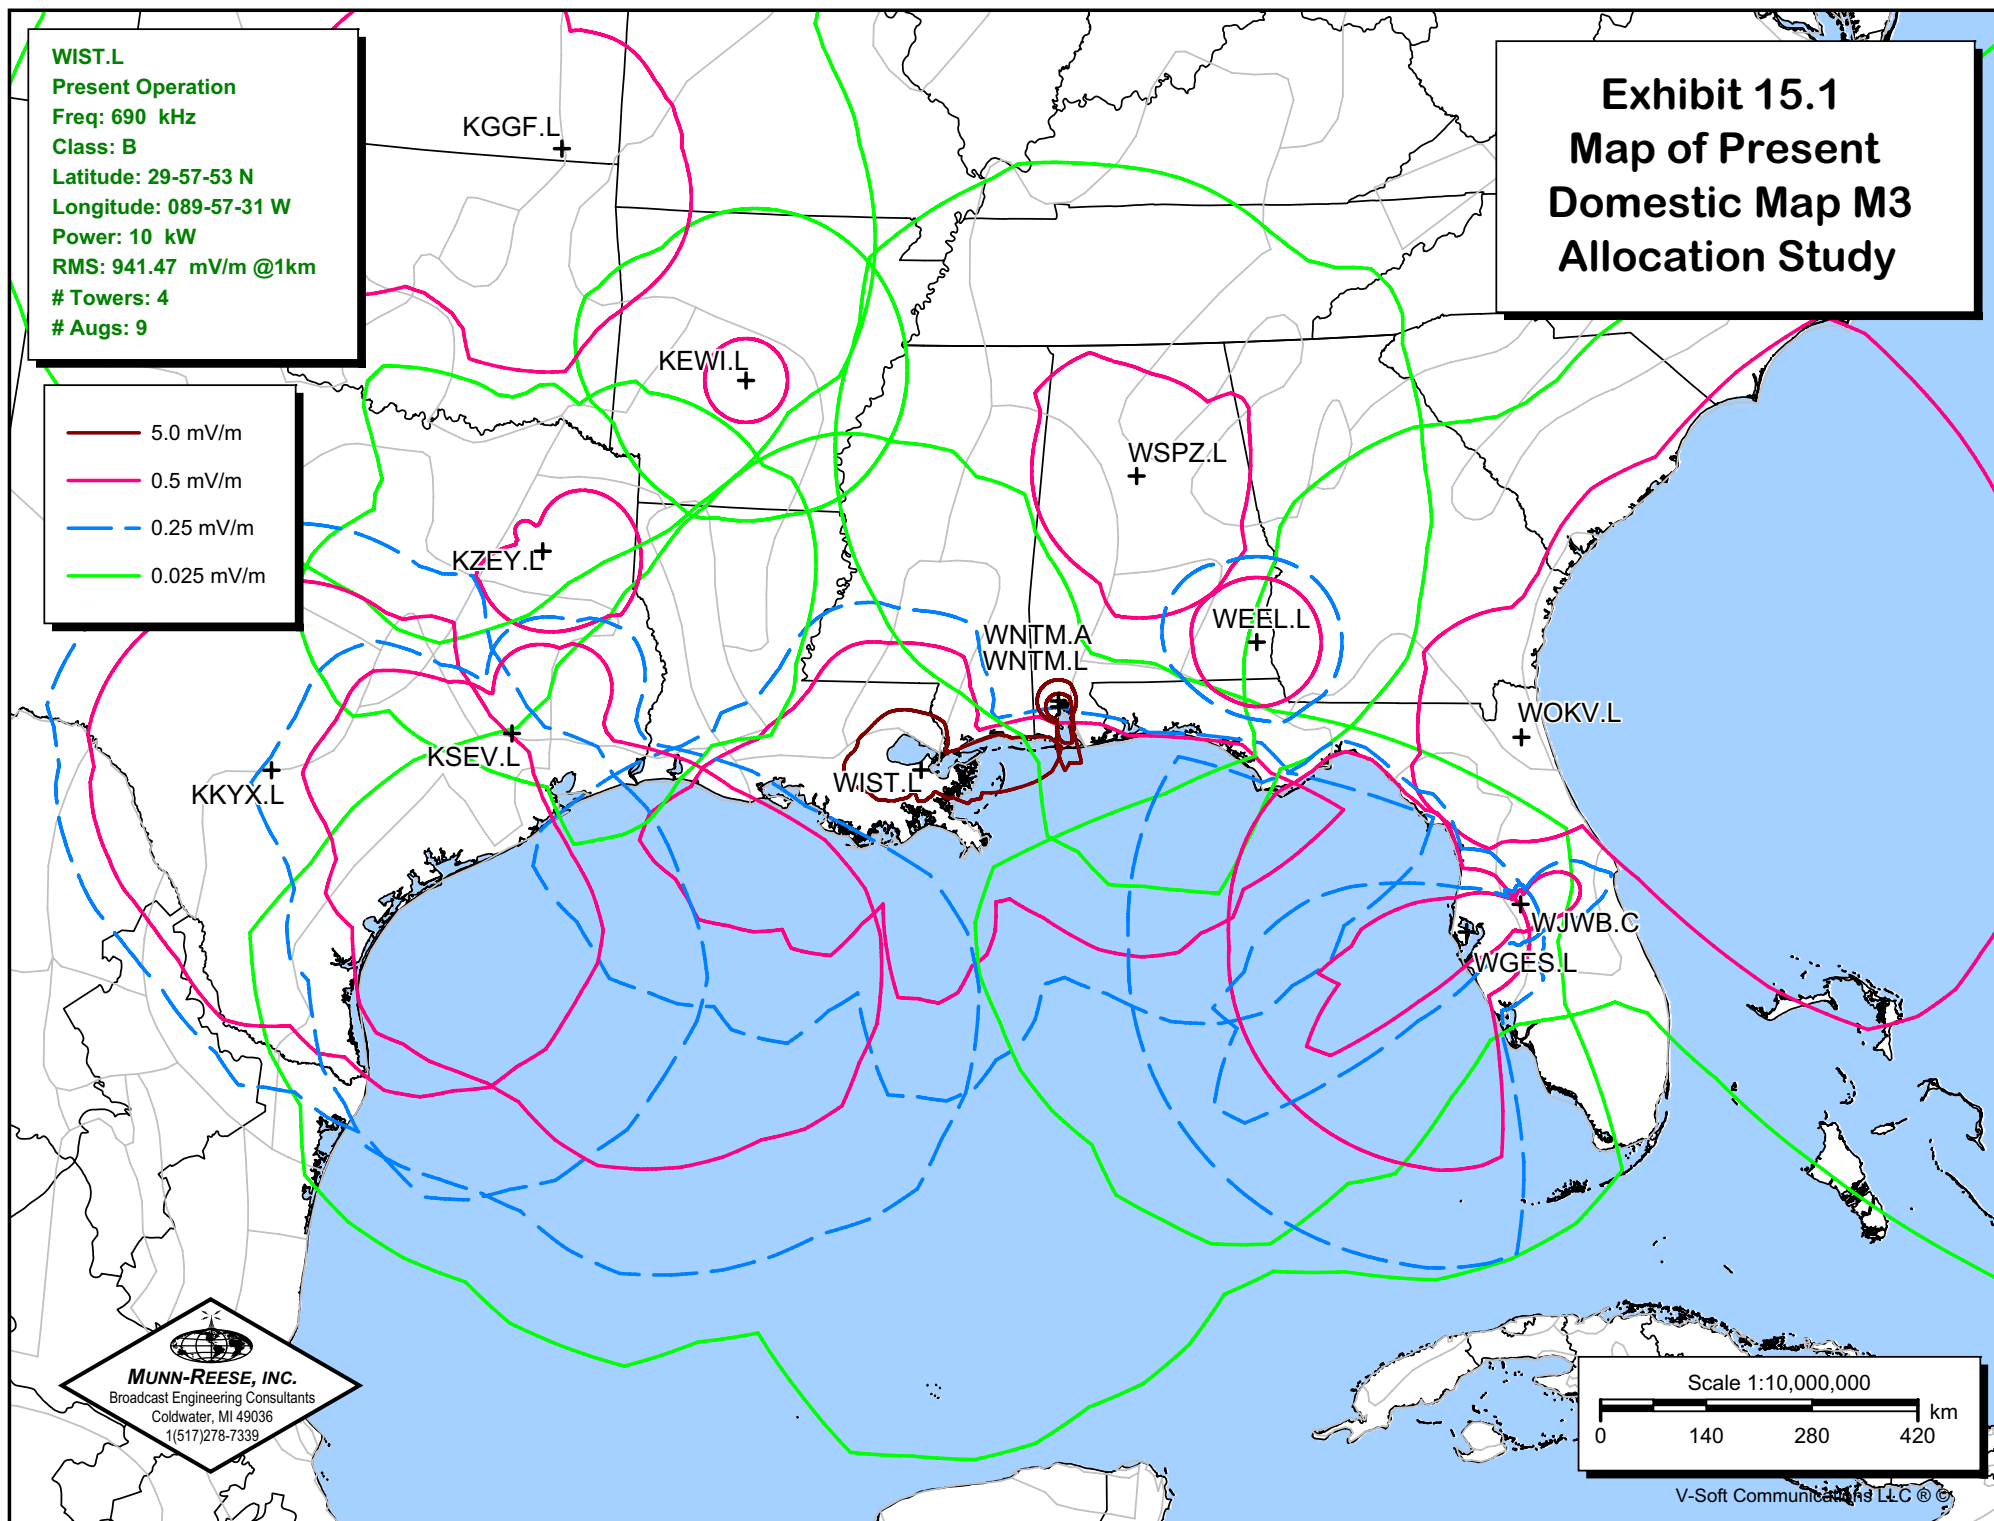 WIST.L
Present Operation
Freq: 690 kHz
Class: B
Latitude: 29-57-53 N
Longitude: 089-57-31 W
Power: 10 kW
RMS: 941.47 mV/m @1km
# Towers: 4
# Augs: 9
Exhibit 15.1
Map of Present
Domestic Map M3
Allocation Study
5.0 mV/m
0.5 mV/m
0.25 mV/m
0.025 mV/m
KGGF.L
KEWI.L
WSPZ.L
KZEY.L
WEEL.L
WNTM.A
WNTM.L
WOKV.L
KSEV.L
KKYX.L
WIST.L
WJWB.C
WGES.L
MUNN-REESE, INC.
Broadcast Engineering Consultants
Coldwater, MI 49036
1(517)278-7339
Scale 1:10,000,000
km
0 140 280 420
V-Soft Communications LLC ® ©